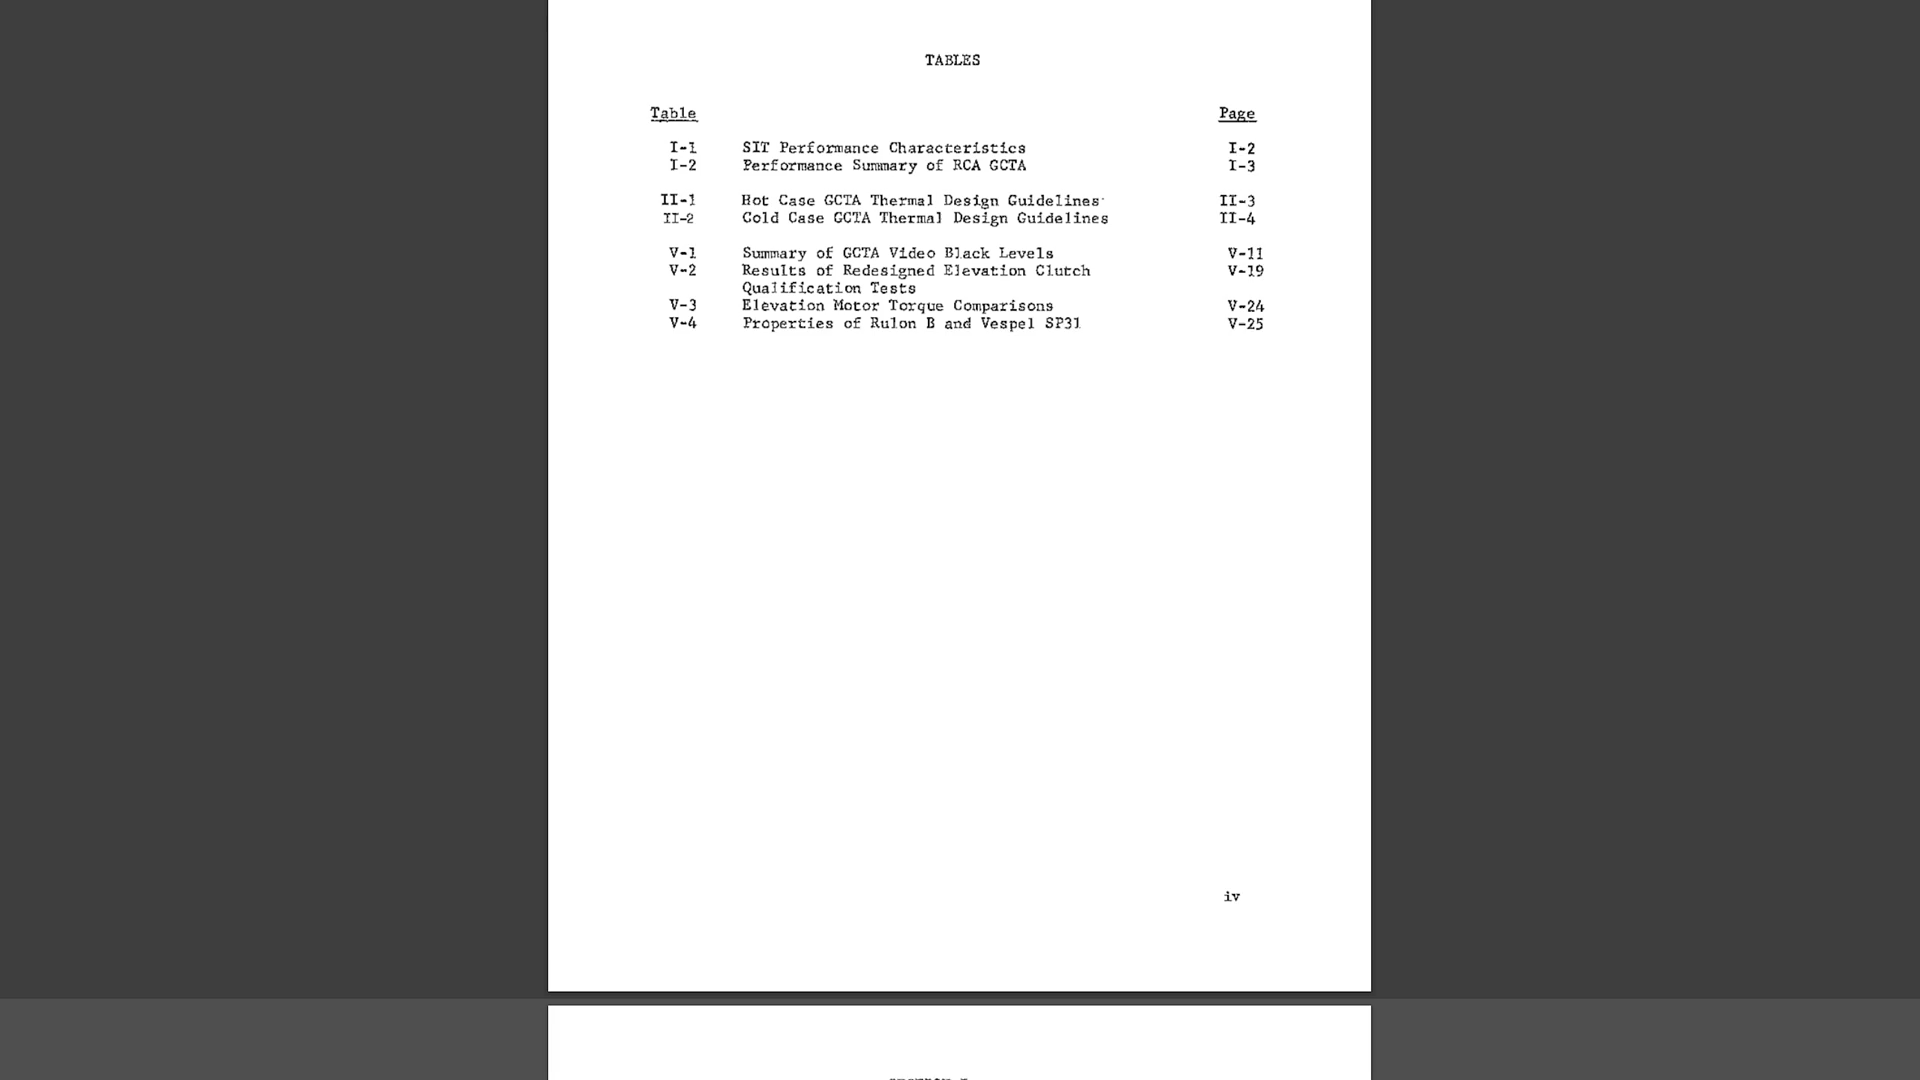 TABLES
Table Page
I-1 SIT Performance Characteristics I-2
I-2 Performance Summary of RCA GCTA I-3
II-1 Hot Case GCTA Thermal Design Guidelines II-3
II-2 Cold Case GCTA Thermal Design Guidelines II-4
V-1 Summary of GCTA Video Black Levels V-11
V-2 Results of Redesigned Elevation Clutch V-19
Qualification Tests
V-3 Elevation Motor Torque Comparisons V-24
V-4 Properties of Rulon B and Vespel SP31 V-25
iv